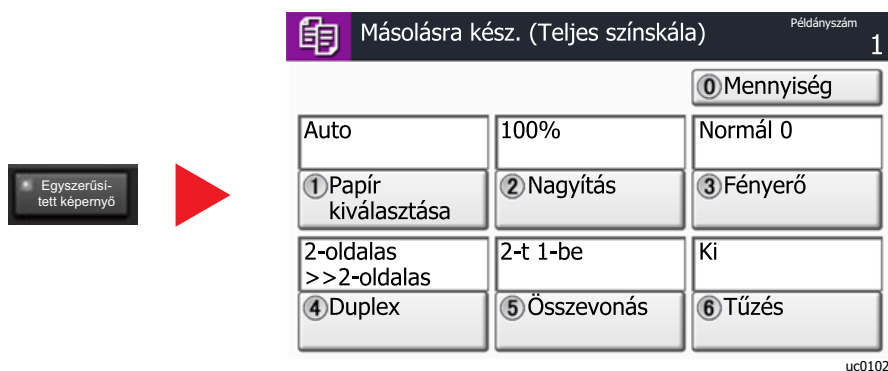 Egyszerűsí-
tett képernyő
Másolásra kész. (Teljes színskála)
Példányszám
1
0 Mennyiség
Auto
100%
Normál 0
1 Papír
kiválasztása
2 Nagyítás
3 Fényerő
2-oldalas
>>2-oldalas
2-t 1-be
Ki
4 Duplex
5 Összevonás
6 Tűzés
uc0102